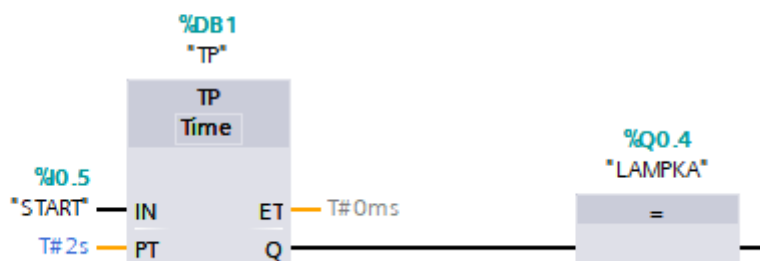 %DB1
"TP"
TP
Time
%Q0.4
"LAMPKA"
=
%I0.5
"START" IN ET T#0ms
T#2s PT Q